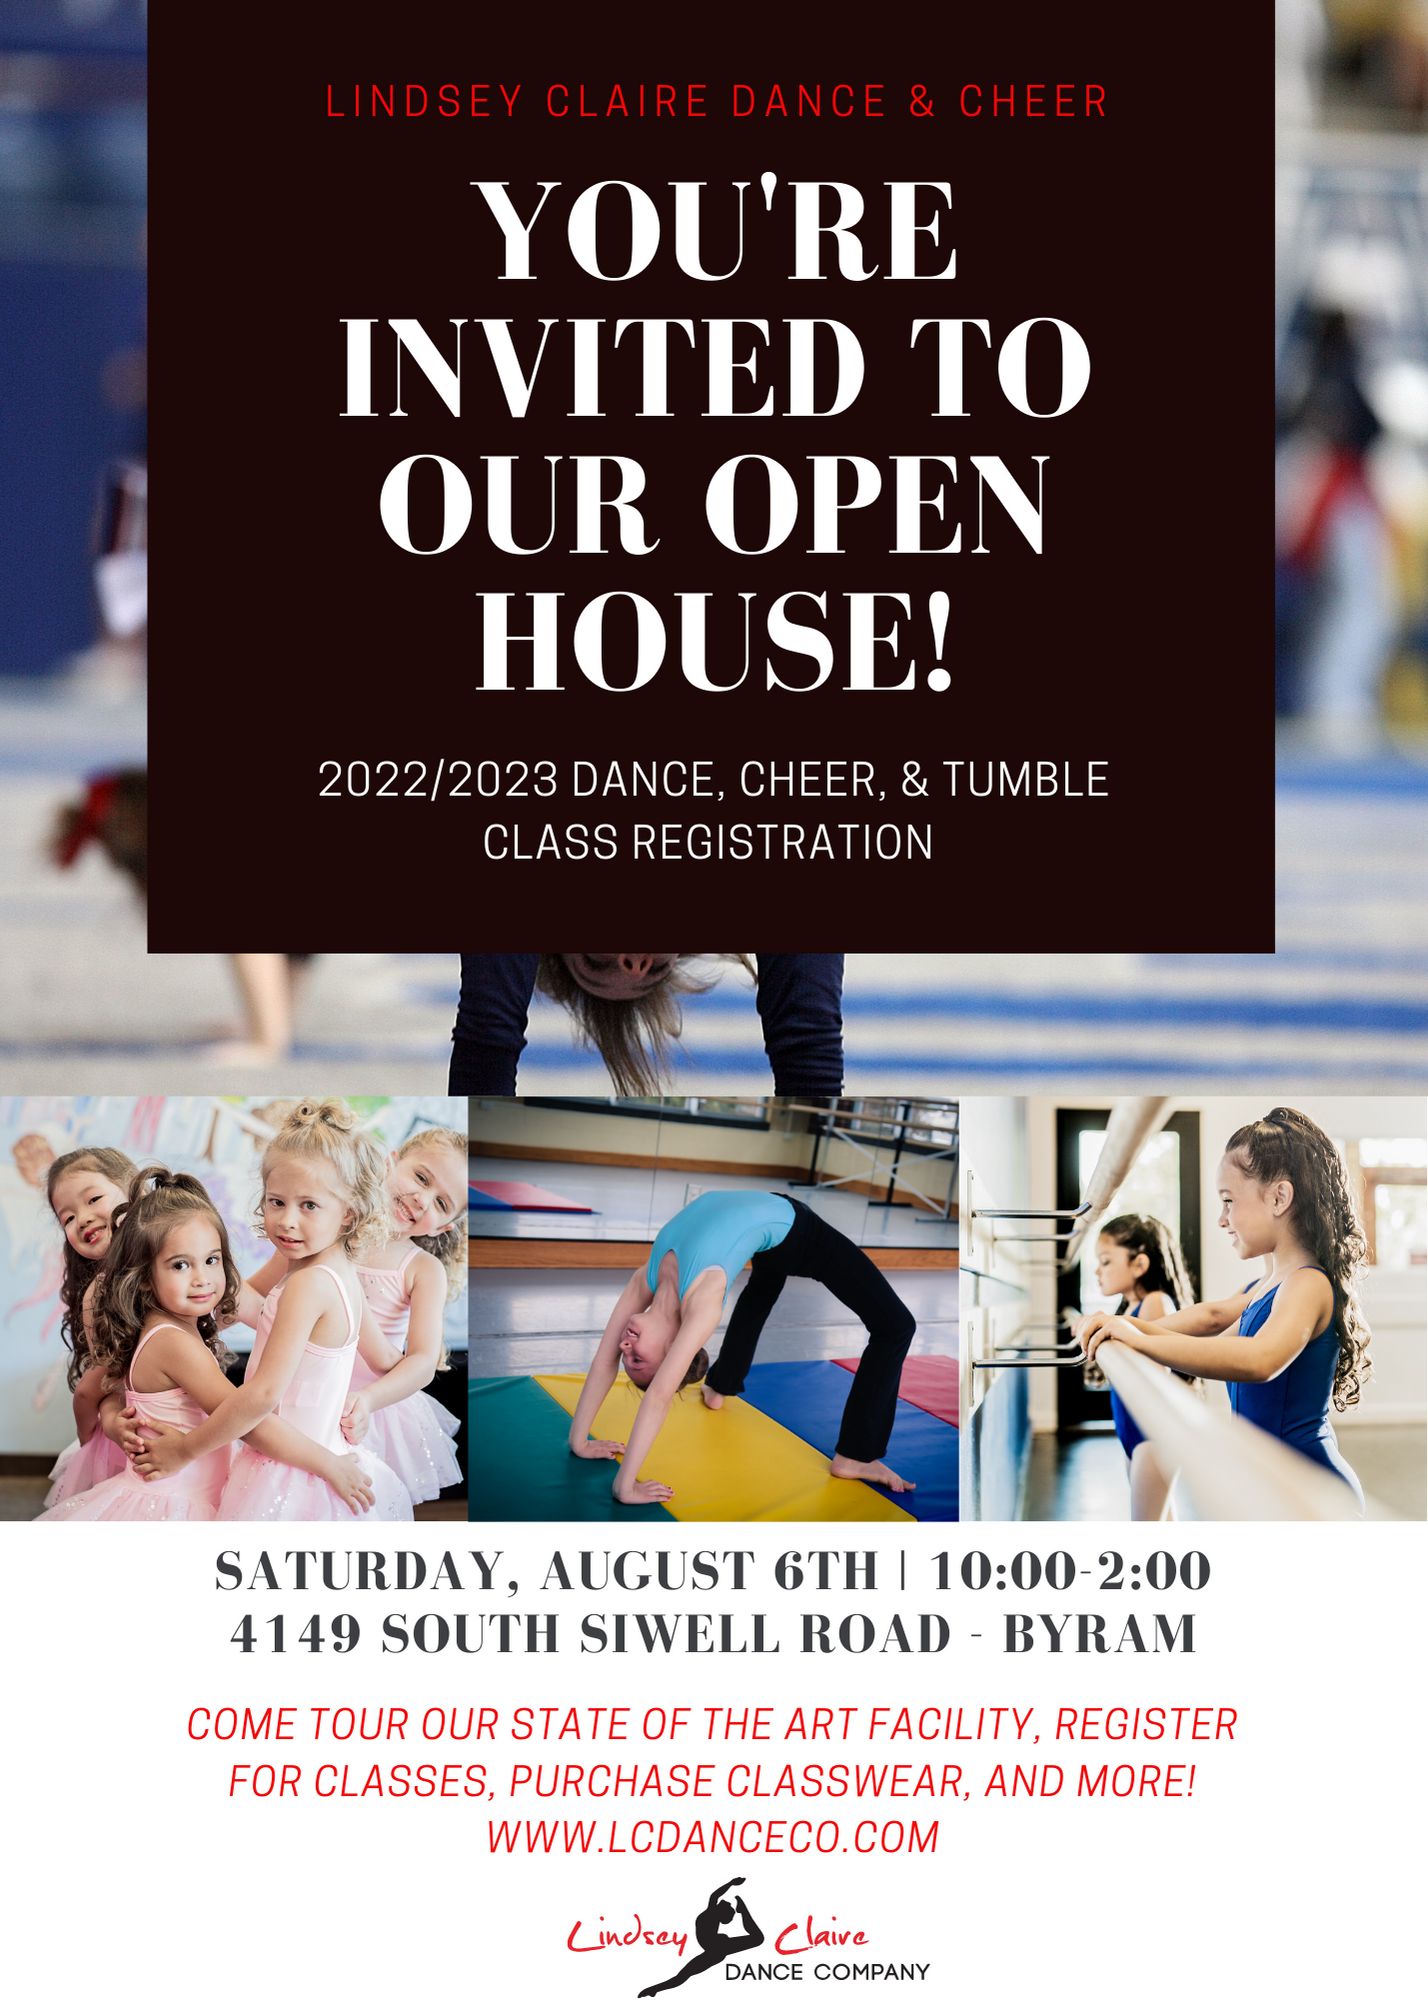 LINDSEY CLAIRE DANCE & CHEER
YOU'RE
INVITED TO
OUR OPEN
HOUSE!
2022/2023 DANCE, CHEER, & TUMBLE
CLASS REGISTRATION
SATURDAY, AUGUST 6TH | 10:00-2:00
4149 SOUTH SIWELL ROAD - BYRAM
COME TOUR OUR STATE OF THE ART FACILITY, REGISTER
FOR CLASSES, PURCHASE CLASSWEAR, AND MORE!
WWW.LCDANCECO.COM
Lindsey Claire
DANCE COMPANY